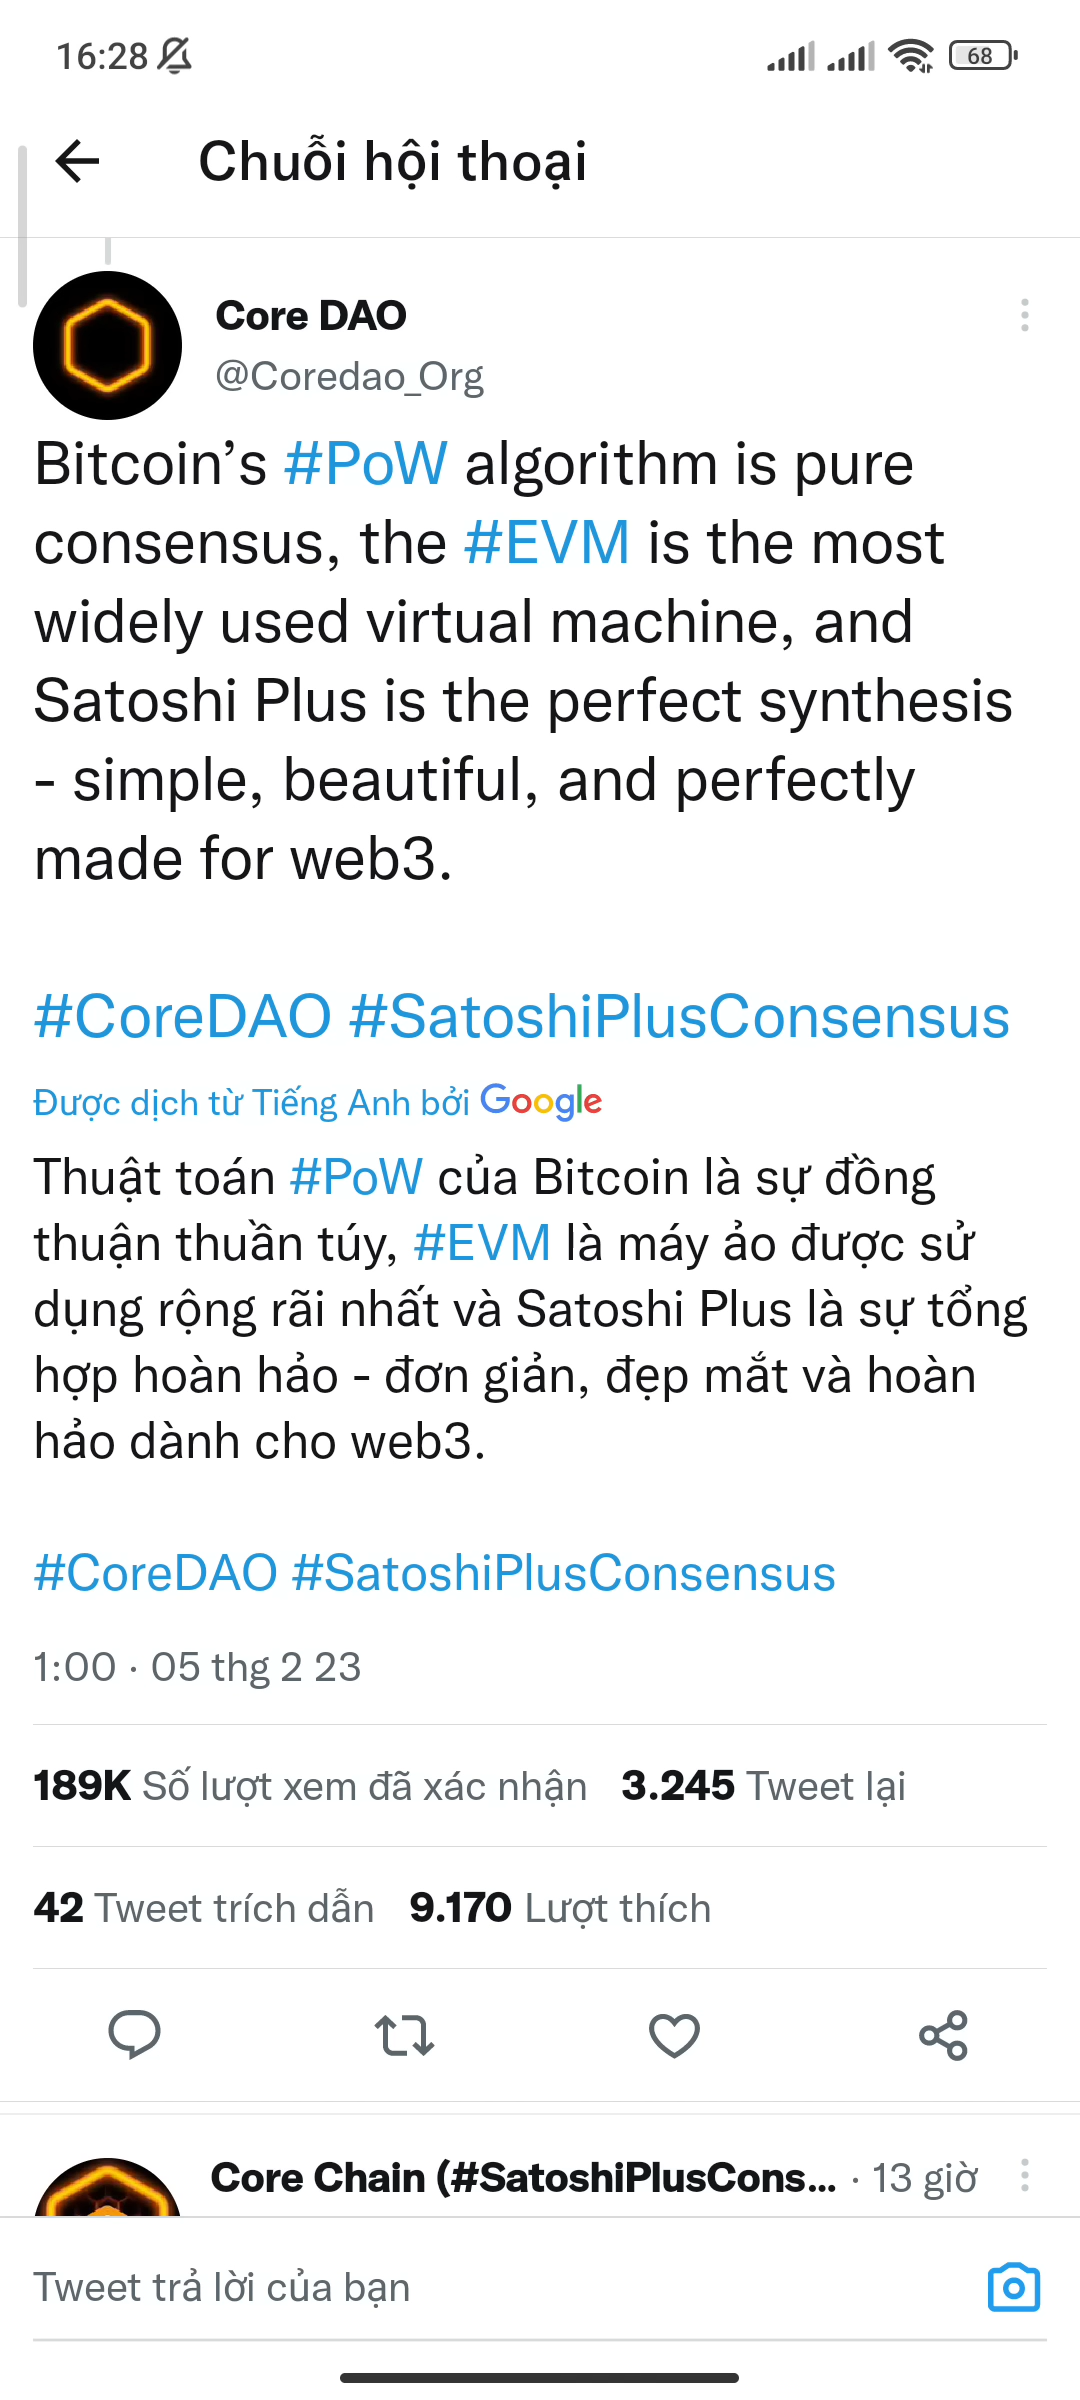 16:28
68
Chuỗi hội thoại
Core DAO
@Coredao_Org
Bitcoin’s #PoW algorithm is pure
consensus, the #EVM is the most
widely used virtual machine, and
Satoshi Plus is the perfect synthesis
- simple, beautiful, and perfectly
made for web3.
#CoreDAO #SatoshiPlusConsensus
Được dịch từ Tiếng Anh bởi Google
Thuật toán #PoW của Bitcoin là sự đồng
thuận thuần túy, #EVM là máy ảo được sử
dụng rộng rãi nhất và Satoshi Plus là sự tổng
hợp hoàn hảo - đơn giản, đẹp mắt và hoàn
hảo dành cho web3.
#CoreDAO #SatoshiPlusConsensus
1:00 · 05 thg 2 23
189K Số lượt xem đã xác nhận 3.245 Tweet lại
42 Tweet trích dẫn 9.170 Lượt thích
Core Chain (#SatoshiPlusCons... · 13 giờ
Tweet trả lời của bạn